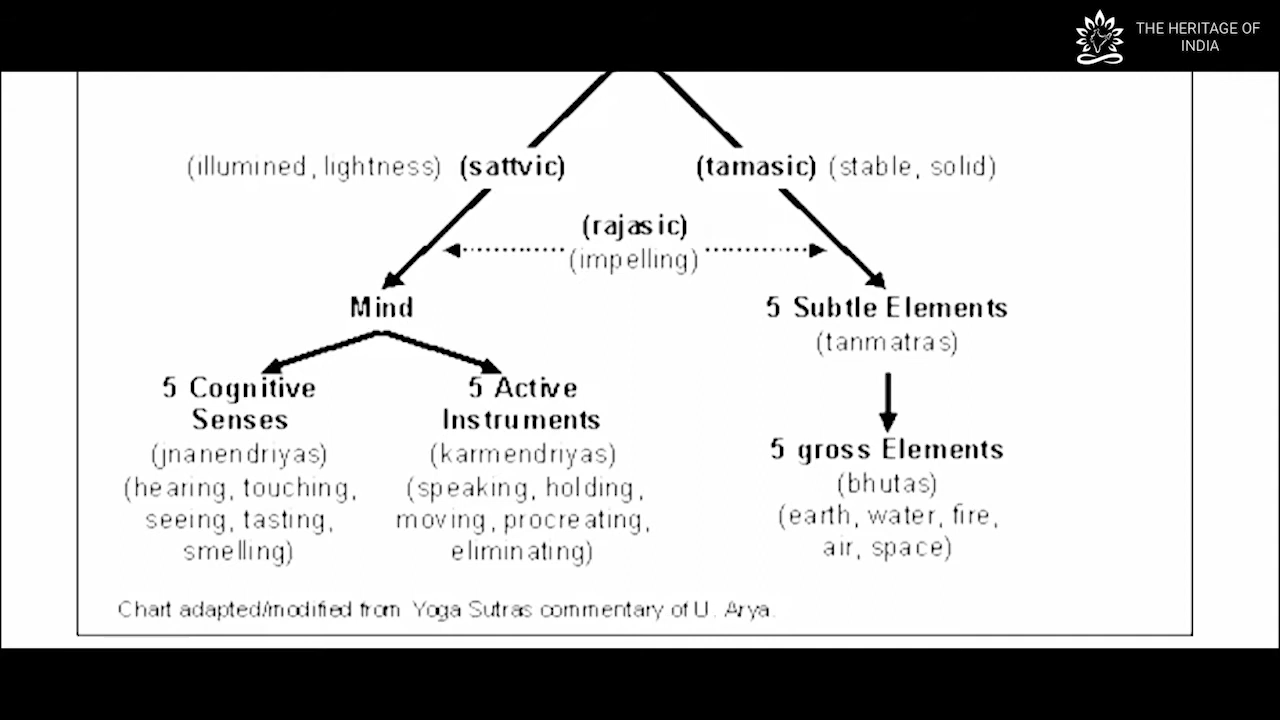 THE HERITAGE OF
INDIA
(illumined, lightness) (sattvic)
(tamasic) (stable, solid)
(rajasic)
(impelling)
Mind
5 Subtle Elements
(tanmatras)
5 Cognitive
Senses
(jnanendriyas)
(hearing, touching,
seeing, tasting,
smelling)
5 Active
Instruments
(karmendriyas)
(speaking, holding,
moving, procreating,
eliminating)
5 gross Elements
(bhutas)
(earth, water, fire,
air, space)
Chart adapted/modified from Yoga Sutras commentary of U. Arya.